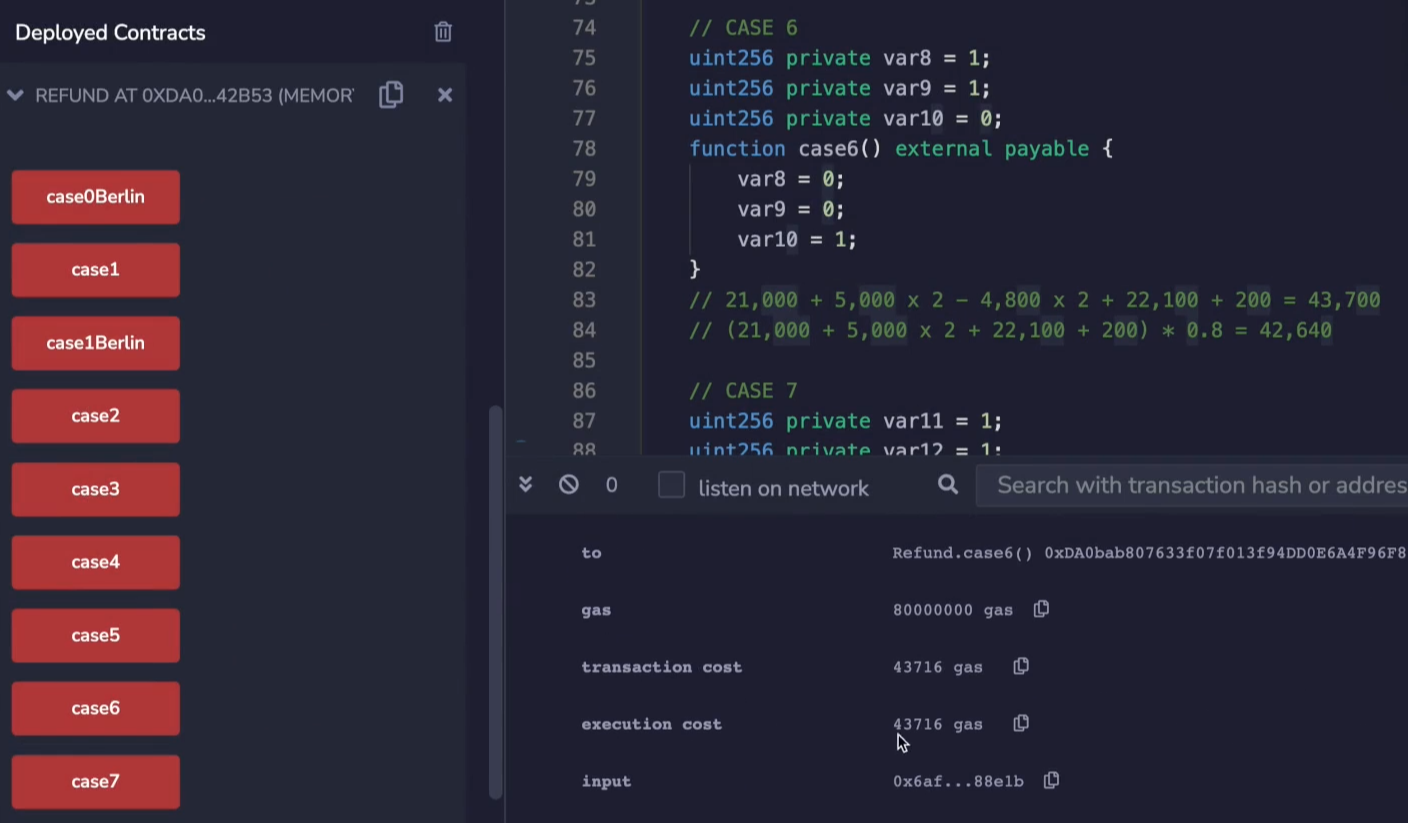 Deployed Contracts
REFUND AT 0XDA0...42B53 (MEMOR
case0Berlin
case1
case1Berlin
case2
case3
case4
case5
case6
case7
74 // CASE 6
75 uint256 private var8 = 1;
76 uint256 private var9 = 1;
77 uint256 private var10 = 0;
78 function case6() external payable {
79 var8 = 0;
80 var9 = 0;
81 var10 = 1;
82 }
83 // 21,000 + 5,000 x 2 - 4,800 x 2 + 22,100 + 200 = 43,700
84 // (21,000 + 5,000 x 2 + 22,100 + 200) * 0.8 = 42,640
85
86 // CASE 7
87 uint256 private var11 = 1;
88 uint256 private var12 = 1;
0 listen on network Search with transaction hash or addres
to Refund.case6() 0xDA0bab807633f07f013f94DD0E6A4F96F8
gas 80000000 gas
transaction cost 43716 gas
execution cost 43716 gas
input 0x6af...88e1b